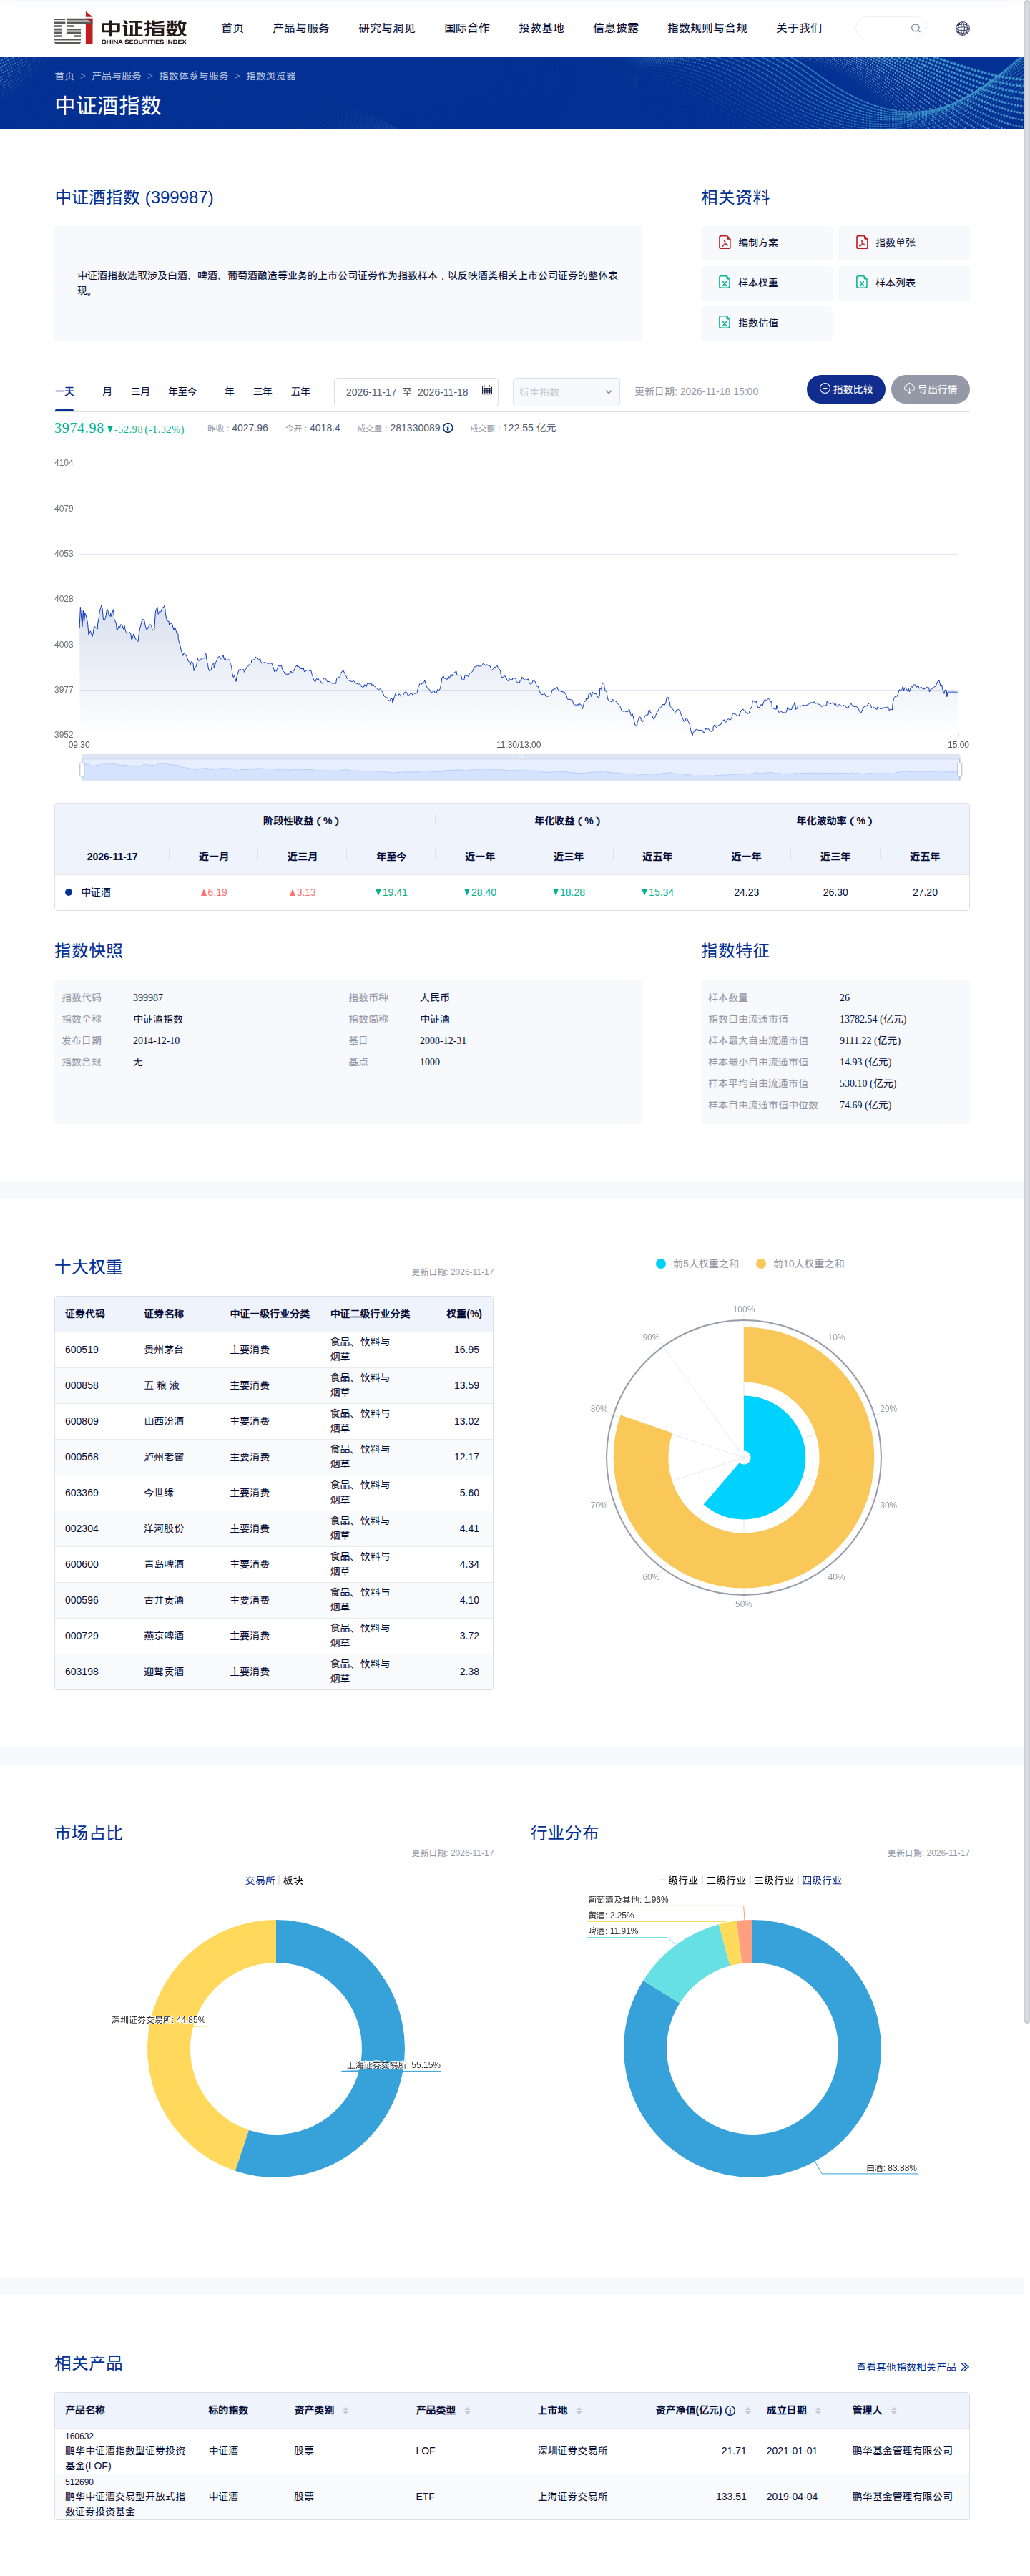 中证指数
CHINA SECURITIES INDEX
首页 产品与服务 研究与洞见 国际合作 投教基地 信息披露 指数规则与合规 关于我们
首页 > 产品与服务 > 指数体系与服务 > 指数浏览器
中证酒指数
中证酒指数 (399987)
中证酒指数选取涉及白酒、啤酒、葡萄酒酿造等业务的上市公司证券作为指数样本，以反映酒类相关上市公司证券的整体表
现。
相关资料
编制方案 指数单张
样本权重 样本列表
指数估值
一天 一月 三月 年至今 一年 三年 五年 2026-11-17 至 2026-11-18 衍生指数 更新日期: 2026-11-18 15:00 指数比较 导出行情
3974.98 ▼-52.98 (-1.32%) 昨收 : 4027.96 今开 : 4018.4 成交量 : 281330089 成交额 : 122.55 亿元
4104
4079
4053
4028
4003
3977
3952
09:30 11:30/13:00 15:00
阶段性收益 ( % ) 年化收益 ( % ) 年化波动率 ( % )
2026-11-17 近一月 近三月 年至今 近一年 近三年 近五年 近一年 近三年 近五年
中证酒 ▲6.19 ▲3.13 ▼19.41 ▼28.40 ▼18.28 ▼15.34 24.23 26.30 27.20
指数快照
指数代码 399987 指数币种 人民币
指数全称 中证酒指数 指数简称 中证酒
发布日期 2014-12-10 基日 2008-12-31
指数合规 无 基点 1000
指数特征
样本数量 26
指数自由流通市值 13782.54 (亿元)
样本最大自由流通市值 9111.22 (亿元)
样本最小自由流通市值 14.93 (亿元)
样本平均自由流通市值 530.10 (亿元)
样本自由流通市值中位数 74.69 (亿元)
十大权重
更新日期: 2026-11-17
证券代码 证券名称 中证一级行业分类 中证二级行业分类 权重(%)
600519 贵州茅台 主要消费 食品、饮料与
烟草 16.95
000858 五 粮 液 主要消费 食品、饮料与
烟草 13.59
600809 山西汾酒 主要消费 食品、饮料与
烟草 13.02
000568 泸州老窖 主要消费 食品、饮料与
烟草 12.17
603369 今世缘 主要消费 食品、饮料与
烟草 5.60
002304 洋河股份 主要消费 食品、饮料与
烟草 4.41
600600 青岛啤酒 主要消费 食品、饮料与
烟草 4.34
000596 古井贡酒 主要消费 食品、饮料与
烟草 4.10
000729 燕京啤酒 主要消费 食品、饮料与
烟草 3.72
603198 迎驾贡酒 主要消费 食品、饮料与
烟草 2.38
前5大权重之和 前10大权重之和
100%
90% 10%
80% 20%
70% 30%
60% 40%
50%
市场占比
更新日期: 2026-11-17
交易所 | 板块
深圳证券交易所: 44.85%
上海证券交易所: 55.15%
行业分布
更新日期: 2026-11-17
一级行业 | 二级行业 | 三级行业 | 四级行业
葡萄酒及其他: 1.96%
黄酒: 2.25%
啤酒: 11.91%
白酒: 83.88%
相关产品
查看其他指数相关产品
产品名称 标的指数 资产类别 产品类型 上市地 资产净值(亿元) 成立日期 管理人
160632
鹏华中证酒指数型证券投资
基金(LOF) 中证酒 股票 LOF 深圳证券交易所 21.71 2021-01-01 鹏华基金管理有限公司
512690
鹏华中证酒交易型开放式指
数证券投资基金 中证酒 股票 ETF 上海证券交易所 133.51 2019-04-04 鹏华基金管理有限公司